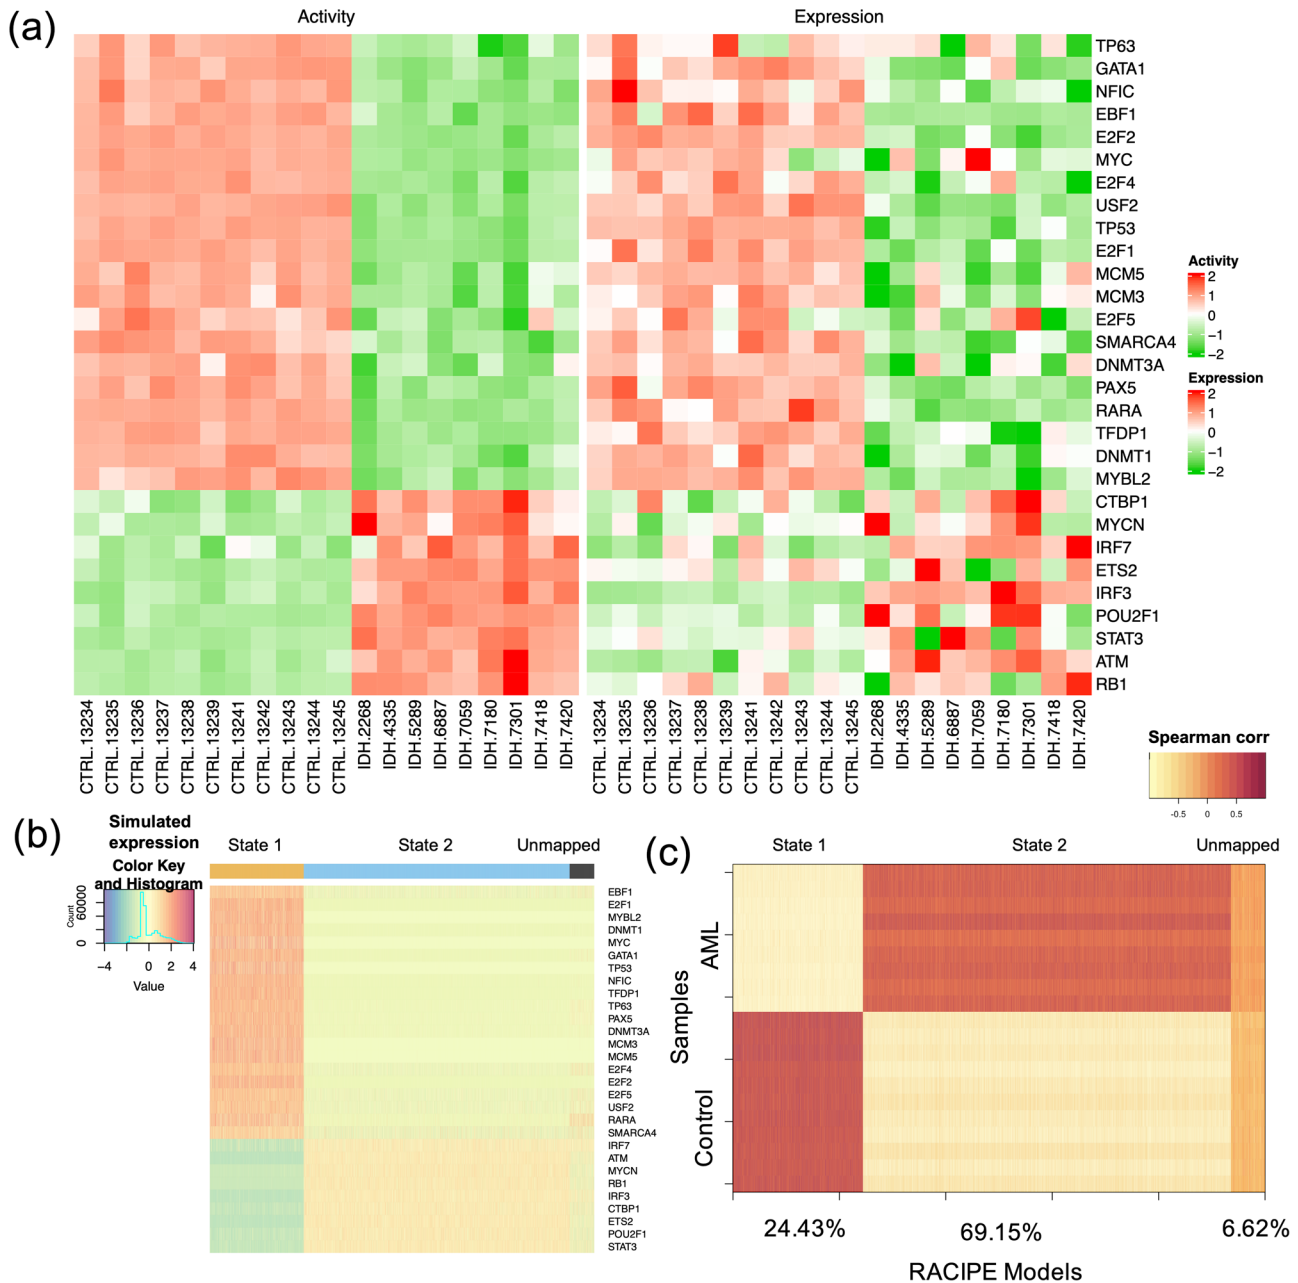 (a)
Activity
Expression
TP63
GATA1
NFIC
EBF1
E2F2
MYC
E2F4
USF2
TP53
E2F1
MCM5
MCM3
E2F5
SMARCA4
DNMT3A
PAX5
RARA
TFDP1
DNMT1
MYBL2
CTBP1
MYCN
IRF7
ETS2
IRF3
POU2F1
STAT3
ATM
RB1
Activity
2
1
0
−1
−2
Expression
2
1
0
−1
−2
CTRL.13234
CTRL.13235
CTRL.13236
CTRL.13237
CTRL.13238
CTRL.13239
CTRL.13241
CTRL.13242
CTRL.13243
CTRL.13244
CTRL.13245
IDH.2268
IDH.4335
IDH.5289
IDH.6887
IDH.7059
IDH.7180
IDH.7301
IDH.7418
IDH.7420
CTRL.13234
CTRL.13235
CTRL.13236
CTRL.13237
CTRL.13238
CTRL.13239
CTRL.13241
CTRL.13242
CTRL.13243
CTRL.13244
CTRL.13245
IDH.2268
IDH.4335
IDH.5289
IDH.6887
IDH.7059
IDH.7180
IDH.7301
IDH.7418
IDH.7420
Spearman corr
-0.5 0 0.5
(b)
Simulated
expression
Color Key
and Histogram
Count
0 60000
−4 0 2 4
Value
State 1 State 2 Unmapped
EBF1
E2F1
MYBL2
DNMT1
MYC
GATA1
TP53
NFIC
TFDP1
TP63
PAX5
DNMT3A
MCM3
MCM5
E2F4
E2F2
E2F5
USF2
RARA
SMARCA4
IRF7
ATM
MYCN
RB1
IRF3
CTBP1
ETS2
POU2F1
STAT3
(c)
State 1 State 2 Unmapped
Samples
AML
Control
24.43% 69.15% 6.62%
RACIPE Models